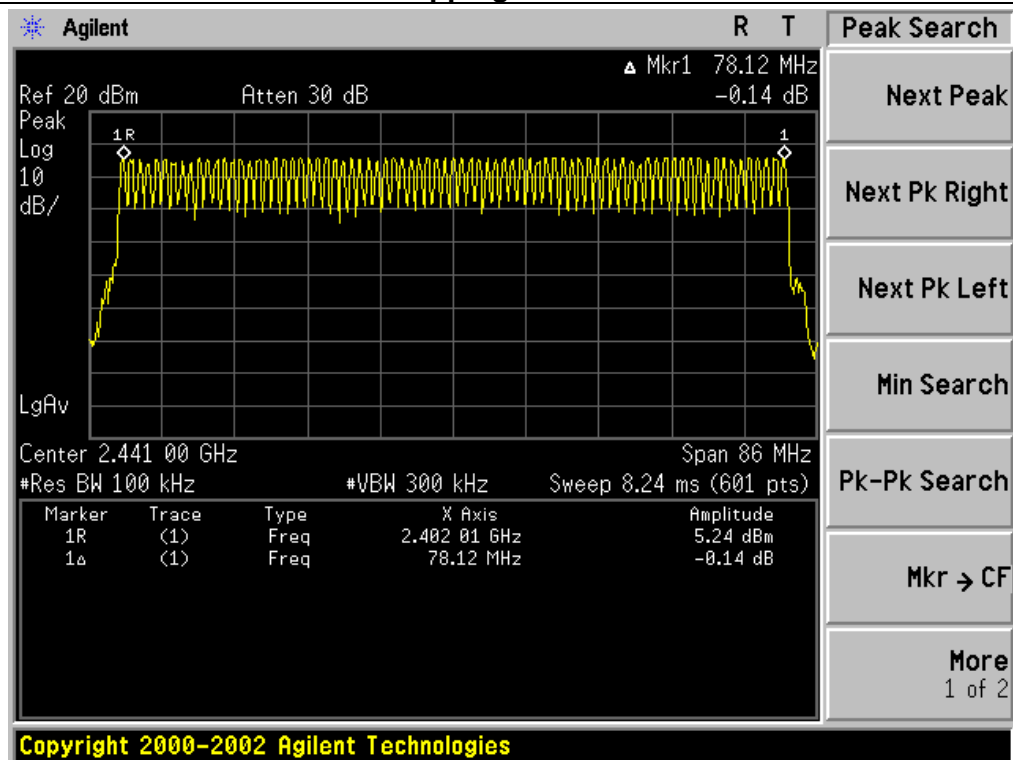 Agilent R T Peak Search
Δ Mkr1 78.12 MHz
Ref 20 dBm Atten 30 dB -0.14 dB
Peak
Log
10
dB/
1R
1
LgAv
Center 2.441 00 GHz Span 86 MHz
#Res BW 100 kHz #VBW 300 kHz Sweep 8.24 ms (601 pts)
Marker Trace Type X Axis Amplitude
1R (1) Freq 2.402 01 GHz 5.24 dBm
1Δ (1) Freq 78.12 MHz -0.14 dB
Next Peak
Next Pk Right
Next Pk Left
Min Search
Pk-Pk Search
Mkr → CF
More
1 of 2
Copyright 2000-2002 Agilent Technologies